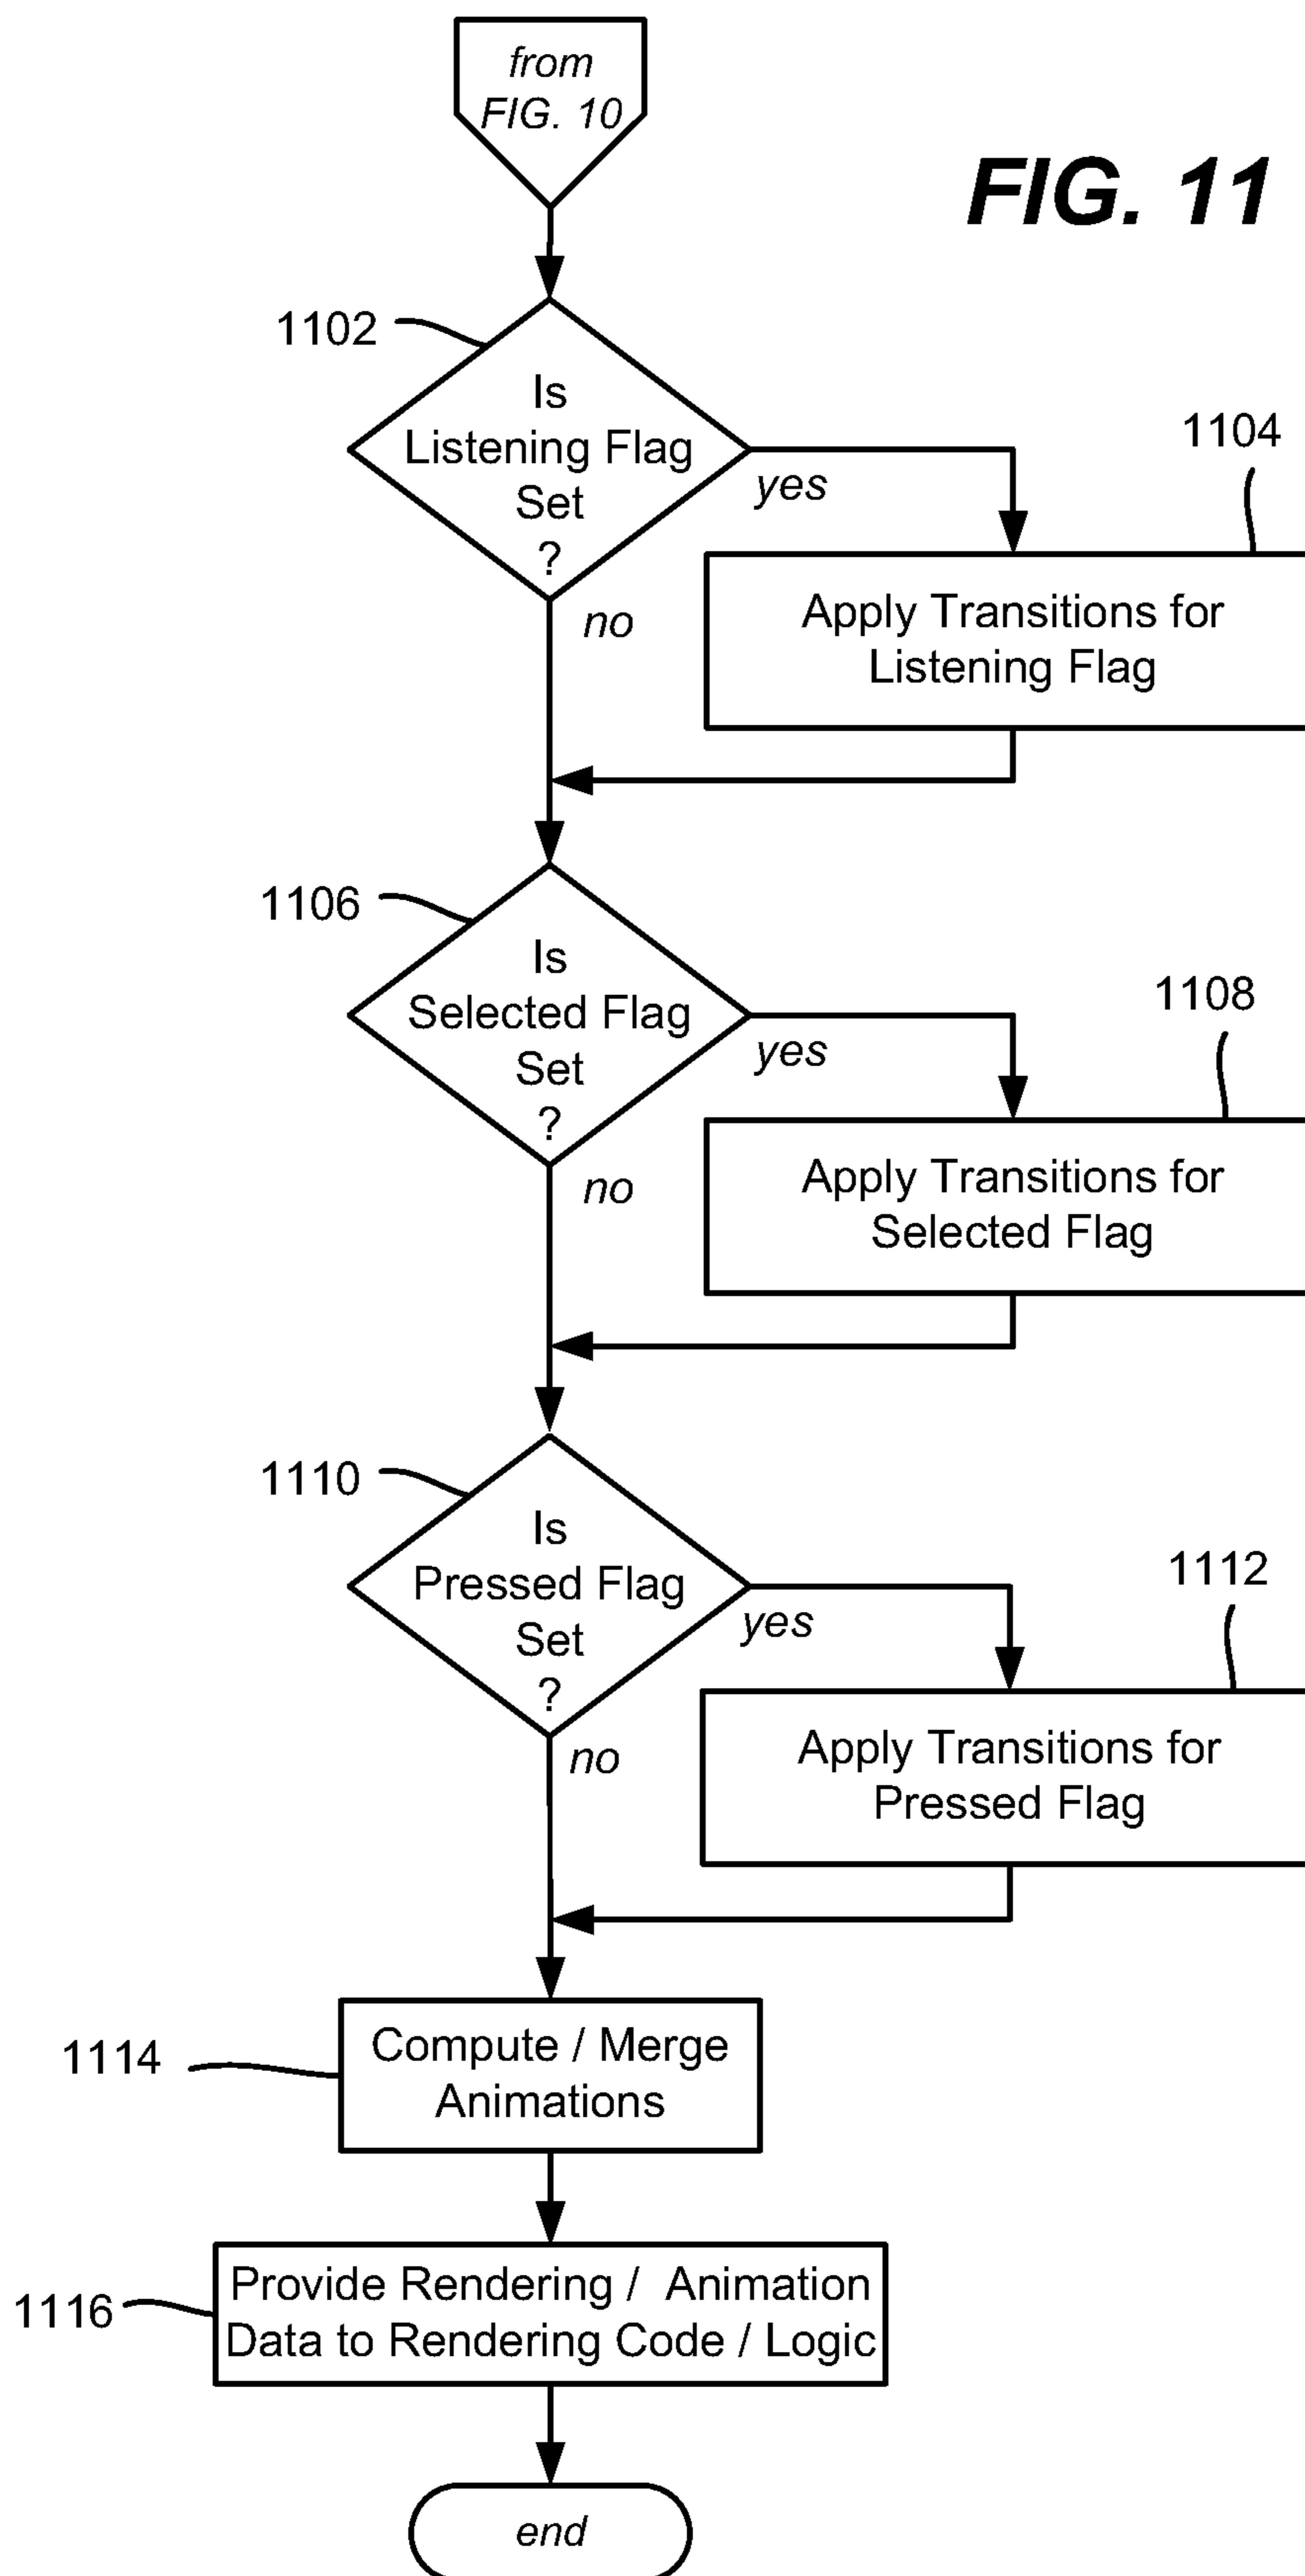 from
FIG. 10
FIG. 11
1102
Is
Listening Flag
Set
?
yes
no
1104
Apply Transitions for
Listening Flag
1106
Is
Selected Flag
Set
?
yes
no
1108
Apply Transitions for
Selected Flag
1110
Is
Pressed Flag
Set
?
yes
no
1112
Apply Transitions for
Pressed Flag
1114
Compute / Merge
Animations
1116
Provide Rendering / Animation
Data to Rendering Code / Logic
end